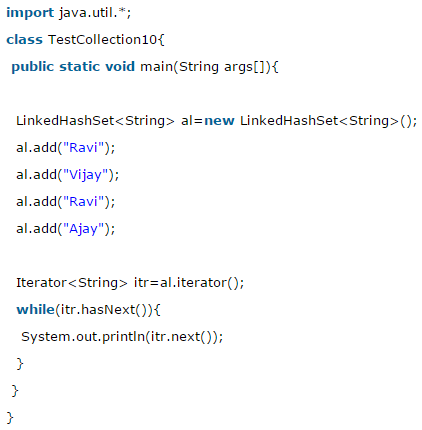 import java.util.*;
class TestCollection10{
public static void main(String args[]){
LinkedHashSet<String> al=new LinkedHashSet<String>();
al.add("Ravi");
al.add("Vijay");
al.add("Ravi");
al.add("Ajay");
Iterator<String> itr=al.iterator();
while(itr.hasNext()){
System.out.println(itr.next());
}
}
}